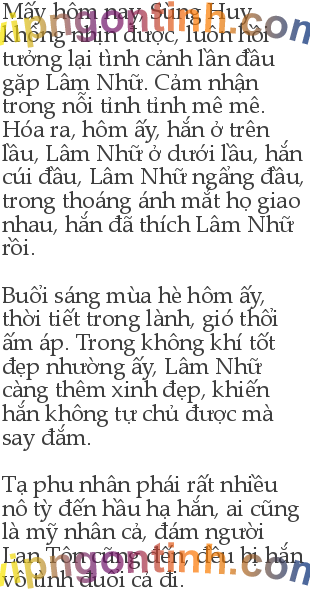 Mấy hôm nay, Sùng Huy
không nhịn được, luôn hồi
tưởng lại tình cảnh lần đầu
gặp Lâm Nhữ. Cảm nhận
trong nỗi tình tình mê mê.
Hóa ra, hôm ấy, hắn ở trên
lầu, Lâm Nhữ ở dưới lầu, hắn
cúi đầu, Lâm Nhữ ngẩng đầu,
trong thoáng ánh mắt họ giao
nhau, hắn đã thích Lâm Nhữ
rồi.
Buổi sáng mùa hè hôm ấy,
thời tiết trong lành, gió thổi
ấm áp. Trong không khí tốt
đẹp nhường ấy, Lâm Nhữ
càng thêm xinh đẹp, khiến
hắn không tự chủ được mà
say đắm.
Tạ phu nhân phái rất nhiều
nô tỳ đến hầu hạ hắn, ai cũng
là mỹ nhân cả, đám người
Lan Tôn cũng đến, đều bị hắn
vô tình đuổi cả đi.
vipngontinh.com
vipngontinh.com